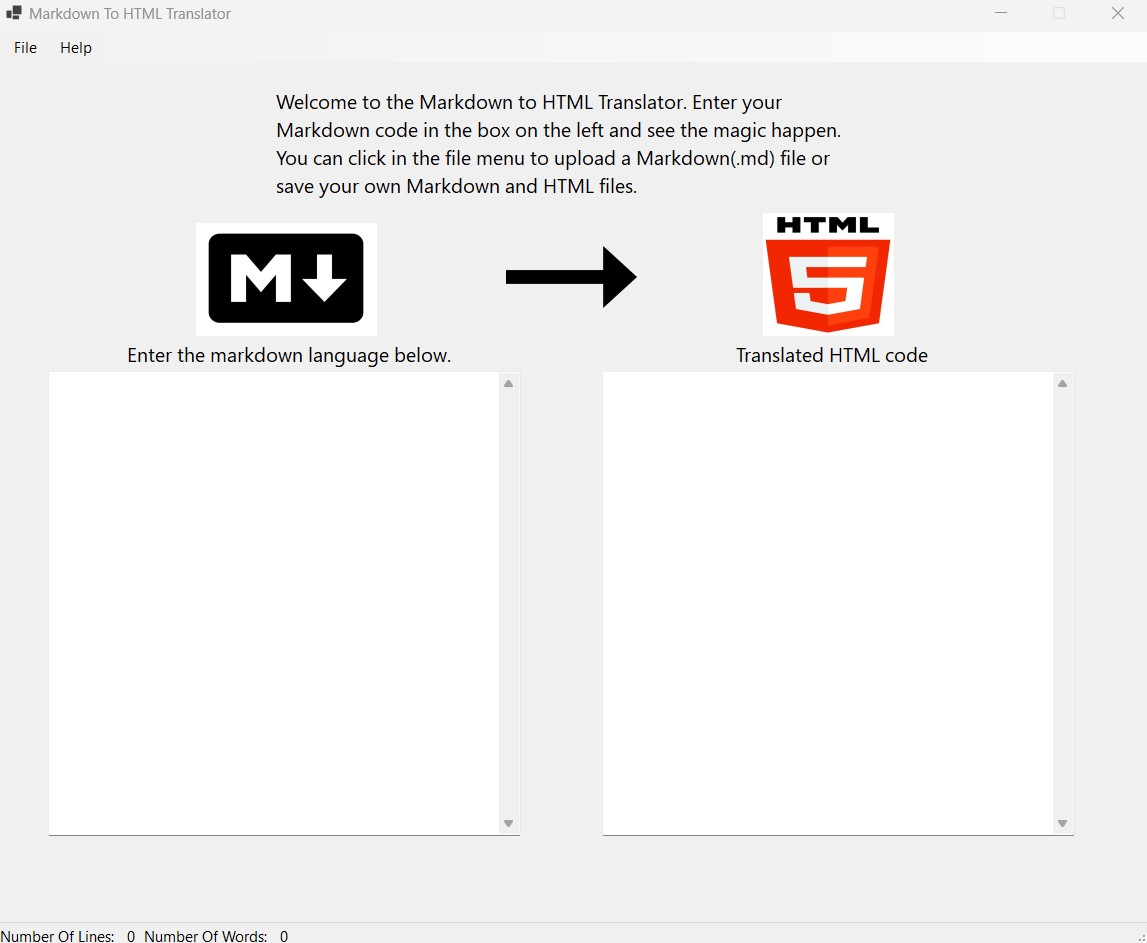 Markdown To HTML Translator
File Help
Welcome to the Markdown to HTML Translator. Enter your
Markdown code in the box on the left and see the magic happen.
You can click in the file menu to upload a Markdown(.md) file or
save your own Markdown and HTML files.
M
HTML
5
Enter the markdown language below.
Translated HTML code
Number Of Lines: 0 Number Of Words: 0